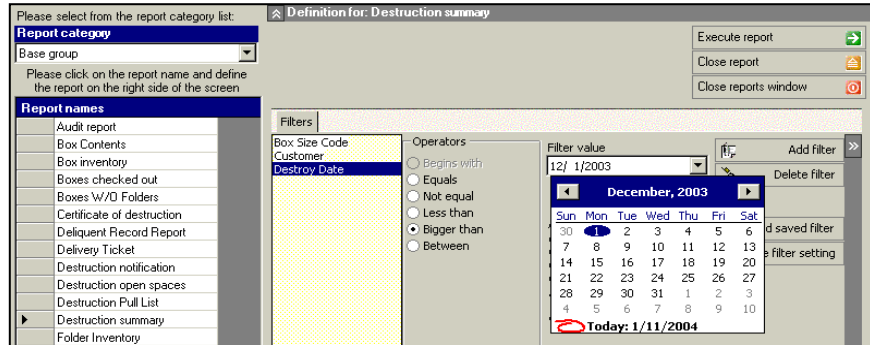 Please select from the report category list:
Report category
Base group
Please click on the report name and define
the report on the right side of the screen
Report names
Audit report
Box Contents
Box inventory
Boxes checked out
Boxes W/O Folders
Certificate of destruction
Deliquent Record Report
Delivery Ticket
Destruction notification
Destruction open spaces
Destruction Pull List
Destruction summary
Folder Inventory
Definition for: Destruction summary
Execute report
Close report
Close reports window
Filters
Box Size Code
Customer
Destroy Date
Operators
Begins with
Equals
Not equal
Less than
Bigger than
Between
Filter value
12/ 1/2003
December, 2003
Sun Mon Tue Wed Thu Fri Sat
30 1 2 3 4 5 6
7 8 9 10 11 12 13
14 15 16 17 18 19 20
21 22 23 24 25 26 27
28 29 30 31 1 2 3
4 5 6 7 8 9 10
Today: 1/11/2004
Add filter
Delete filter
d saved filter
e filter setting